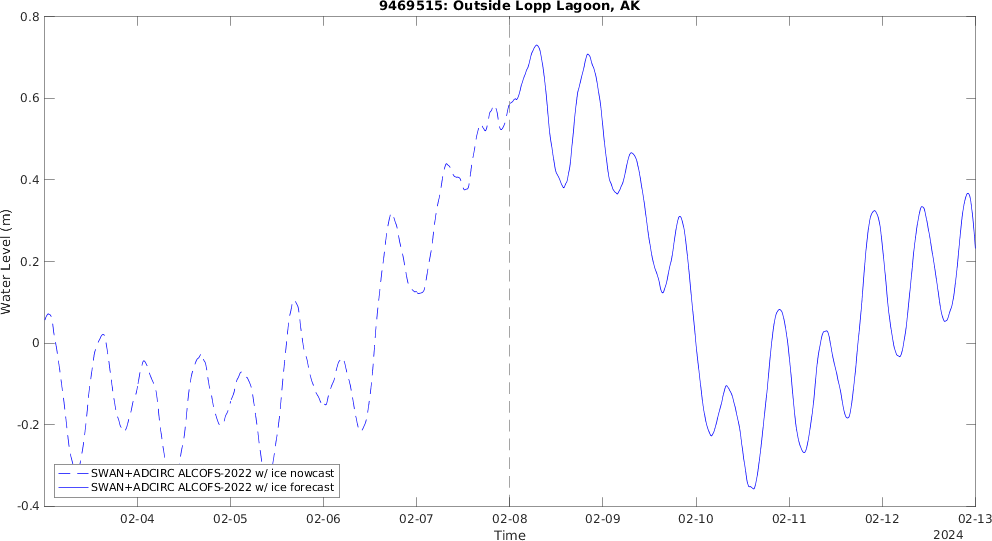 9469515: Outside Lopp Lagoon, AK
0.8
0.6
0.4
0.2
0
-0.2
-0.4
Water Level (m)
SWAN+ADCIRC ALCOFS-2022 w/ ice nowcast
SWAN+ADCIRC ALCOFS-2022 w/ ice forecast
02-04 02-05 02-06 02-07 02-08 02-09 02-10 02-11 02-12 02-13
Time
2024